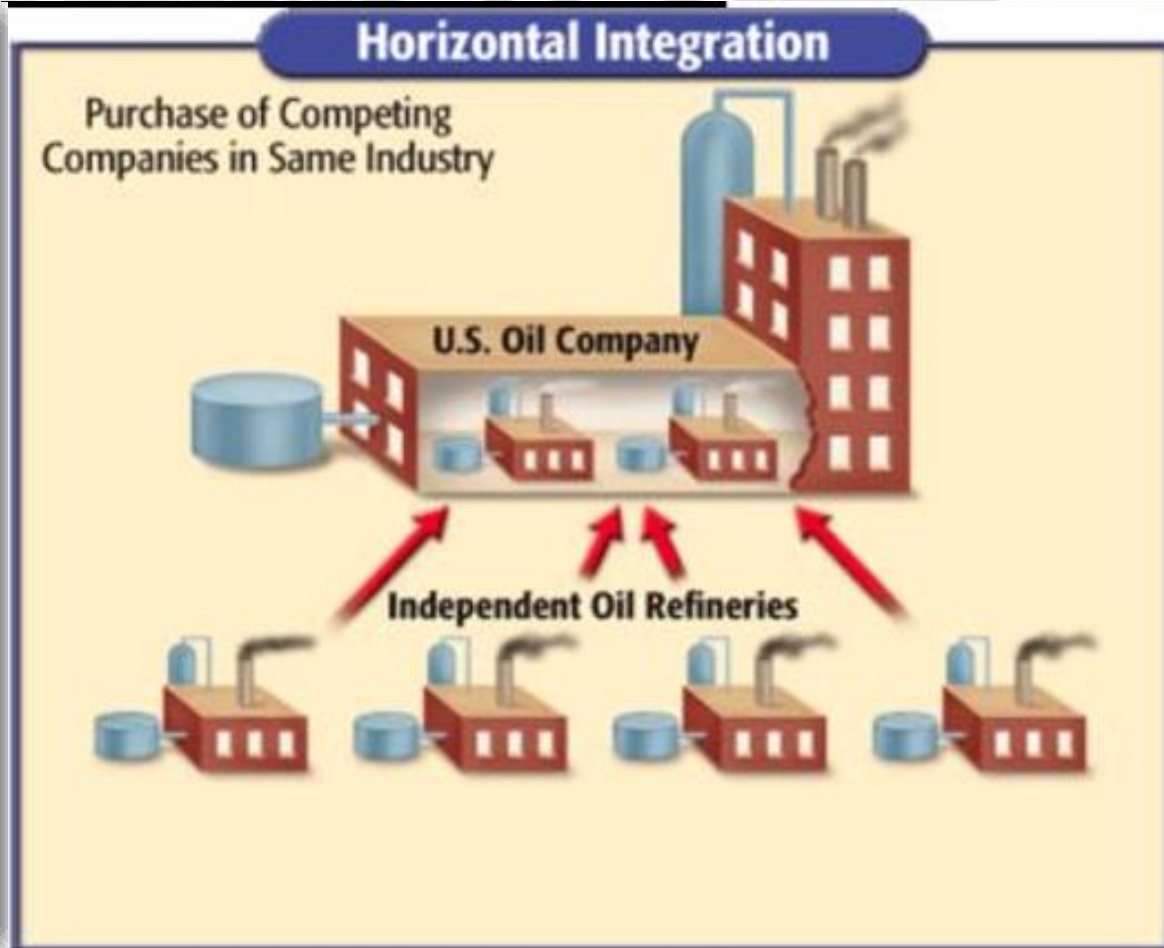 Horizontal Integration
Purchase of Competing
Companies in Same Industry
U.S. Oil Company
Independent Oil Refineries